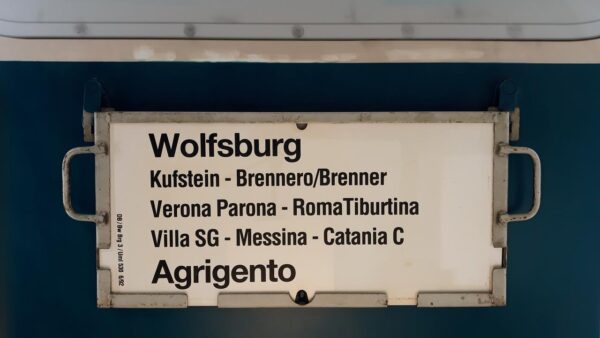 Wolfsburg
Kufstein - Brennero/Brenner
Verona Parona - RomaTiburtina
Villa SG - Messina - Catania C
Agrigento